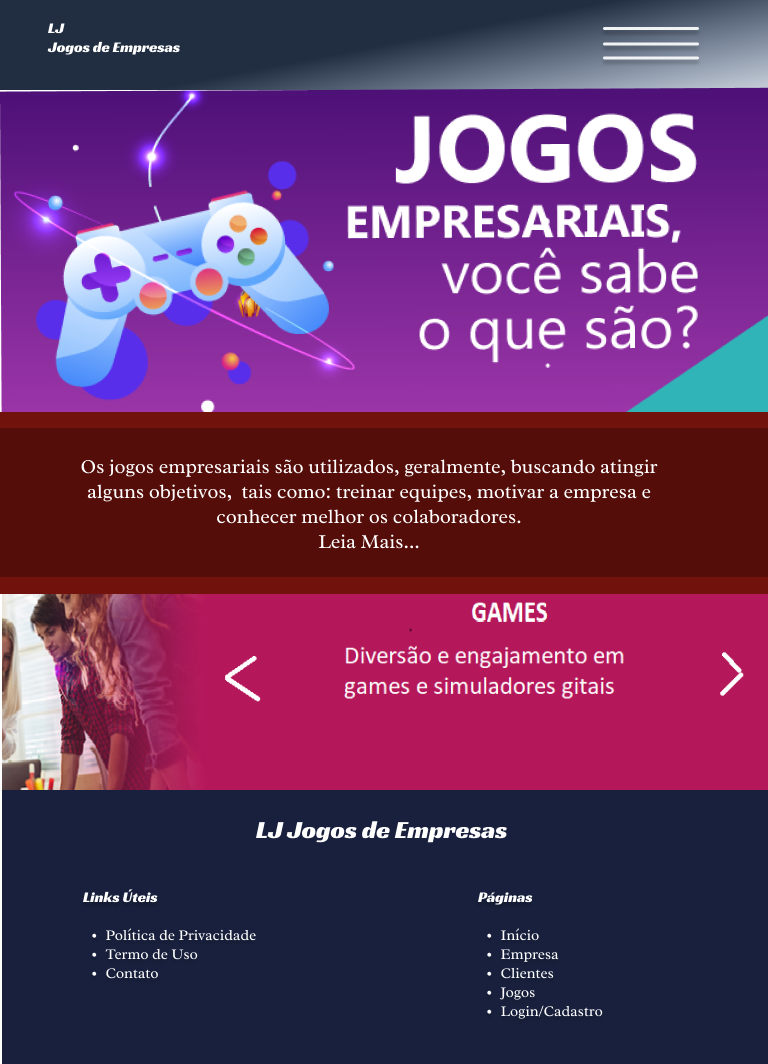 LJ
Jogos de Empresas
JOGOS
EMPRESARIAIS,
você sabe
o que são?
Os jogos empresariais são utilizados, geralmente, buscando atingir
alguns objetivos, tais como: treinar equipes, motivar a empresa e
conhecer melhor os colaboradores.
Leia Mais...
GAMES
Diversão e engajamento em
games e simuladores gitais
LJ Jogos de Empresas
Links Úteis
• Política de Privacidade
• Termo de Uso
• Contato
Páginas
• Início
• Empresa
• Clientes
• Jogos
• Login/Cadastro